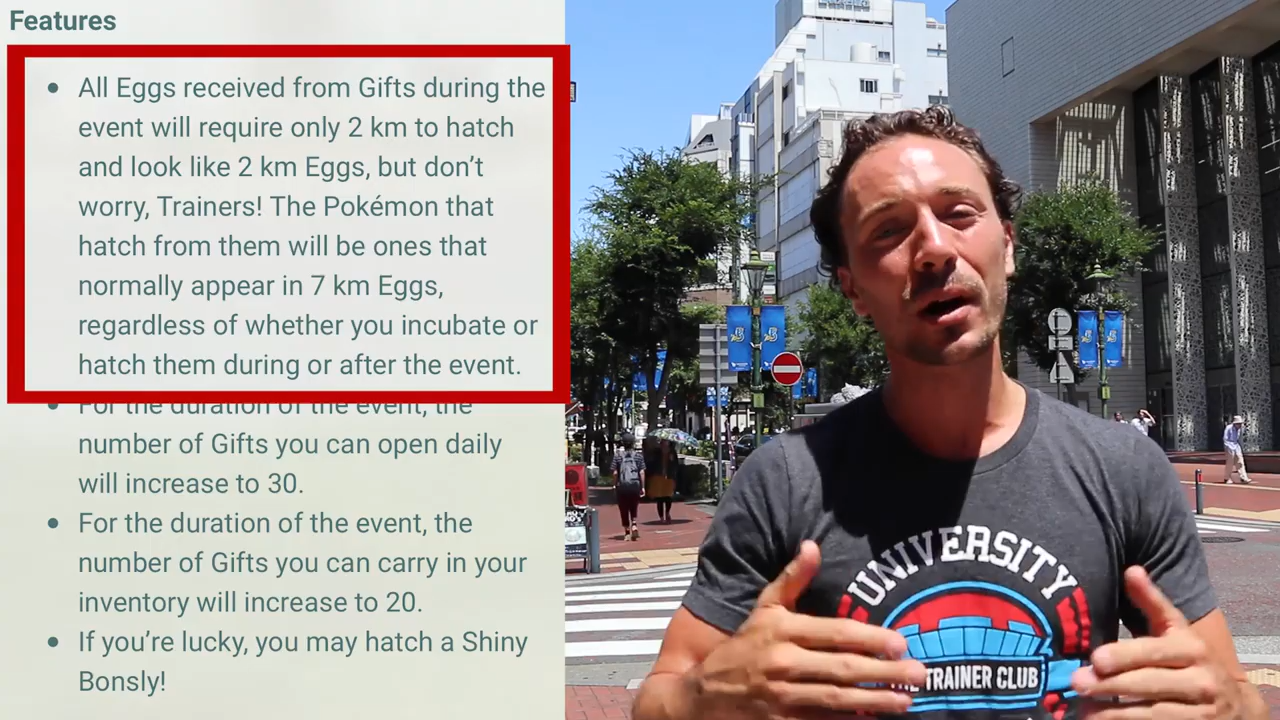 Features
• All Eggs received from Gifts during the
event will require only 2 km to hatch
and look like 2 km Eggs, but don’t
worry, Trainers! The Pokémon that
hatch from them will be ones that
normally appear in 7 km Eggs,
regardless of whether you incubate or
hatch them during or after the event.
• For the duration of the event, the
number of Gifts you can open daily
will increase to 30.
• For the duration of the event, the
number of Gifts you can carry in your
inventory will increase to 20.
• If you’re lucky, you may hatch a Shiny
Bonsly!
UNIVERSITY
THE TRAINER CLUB